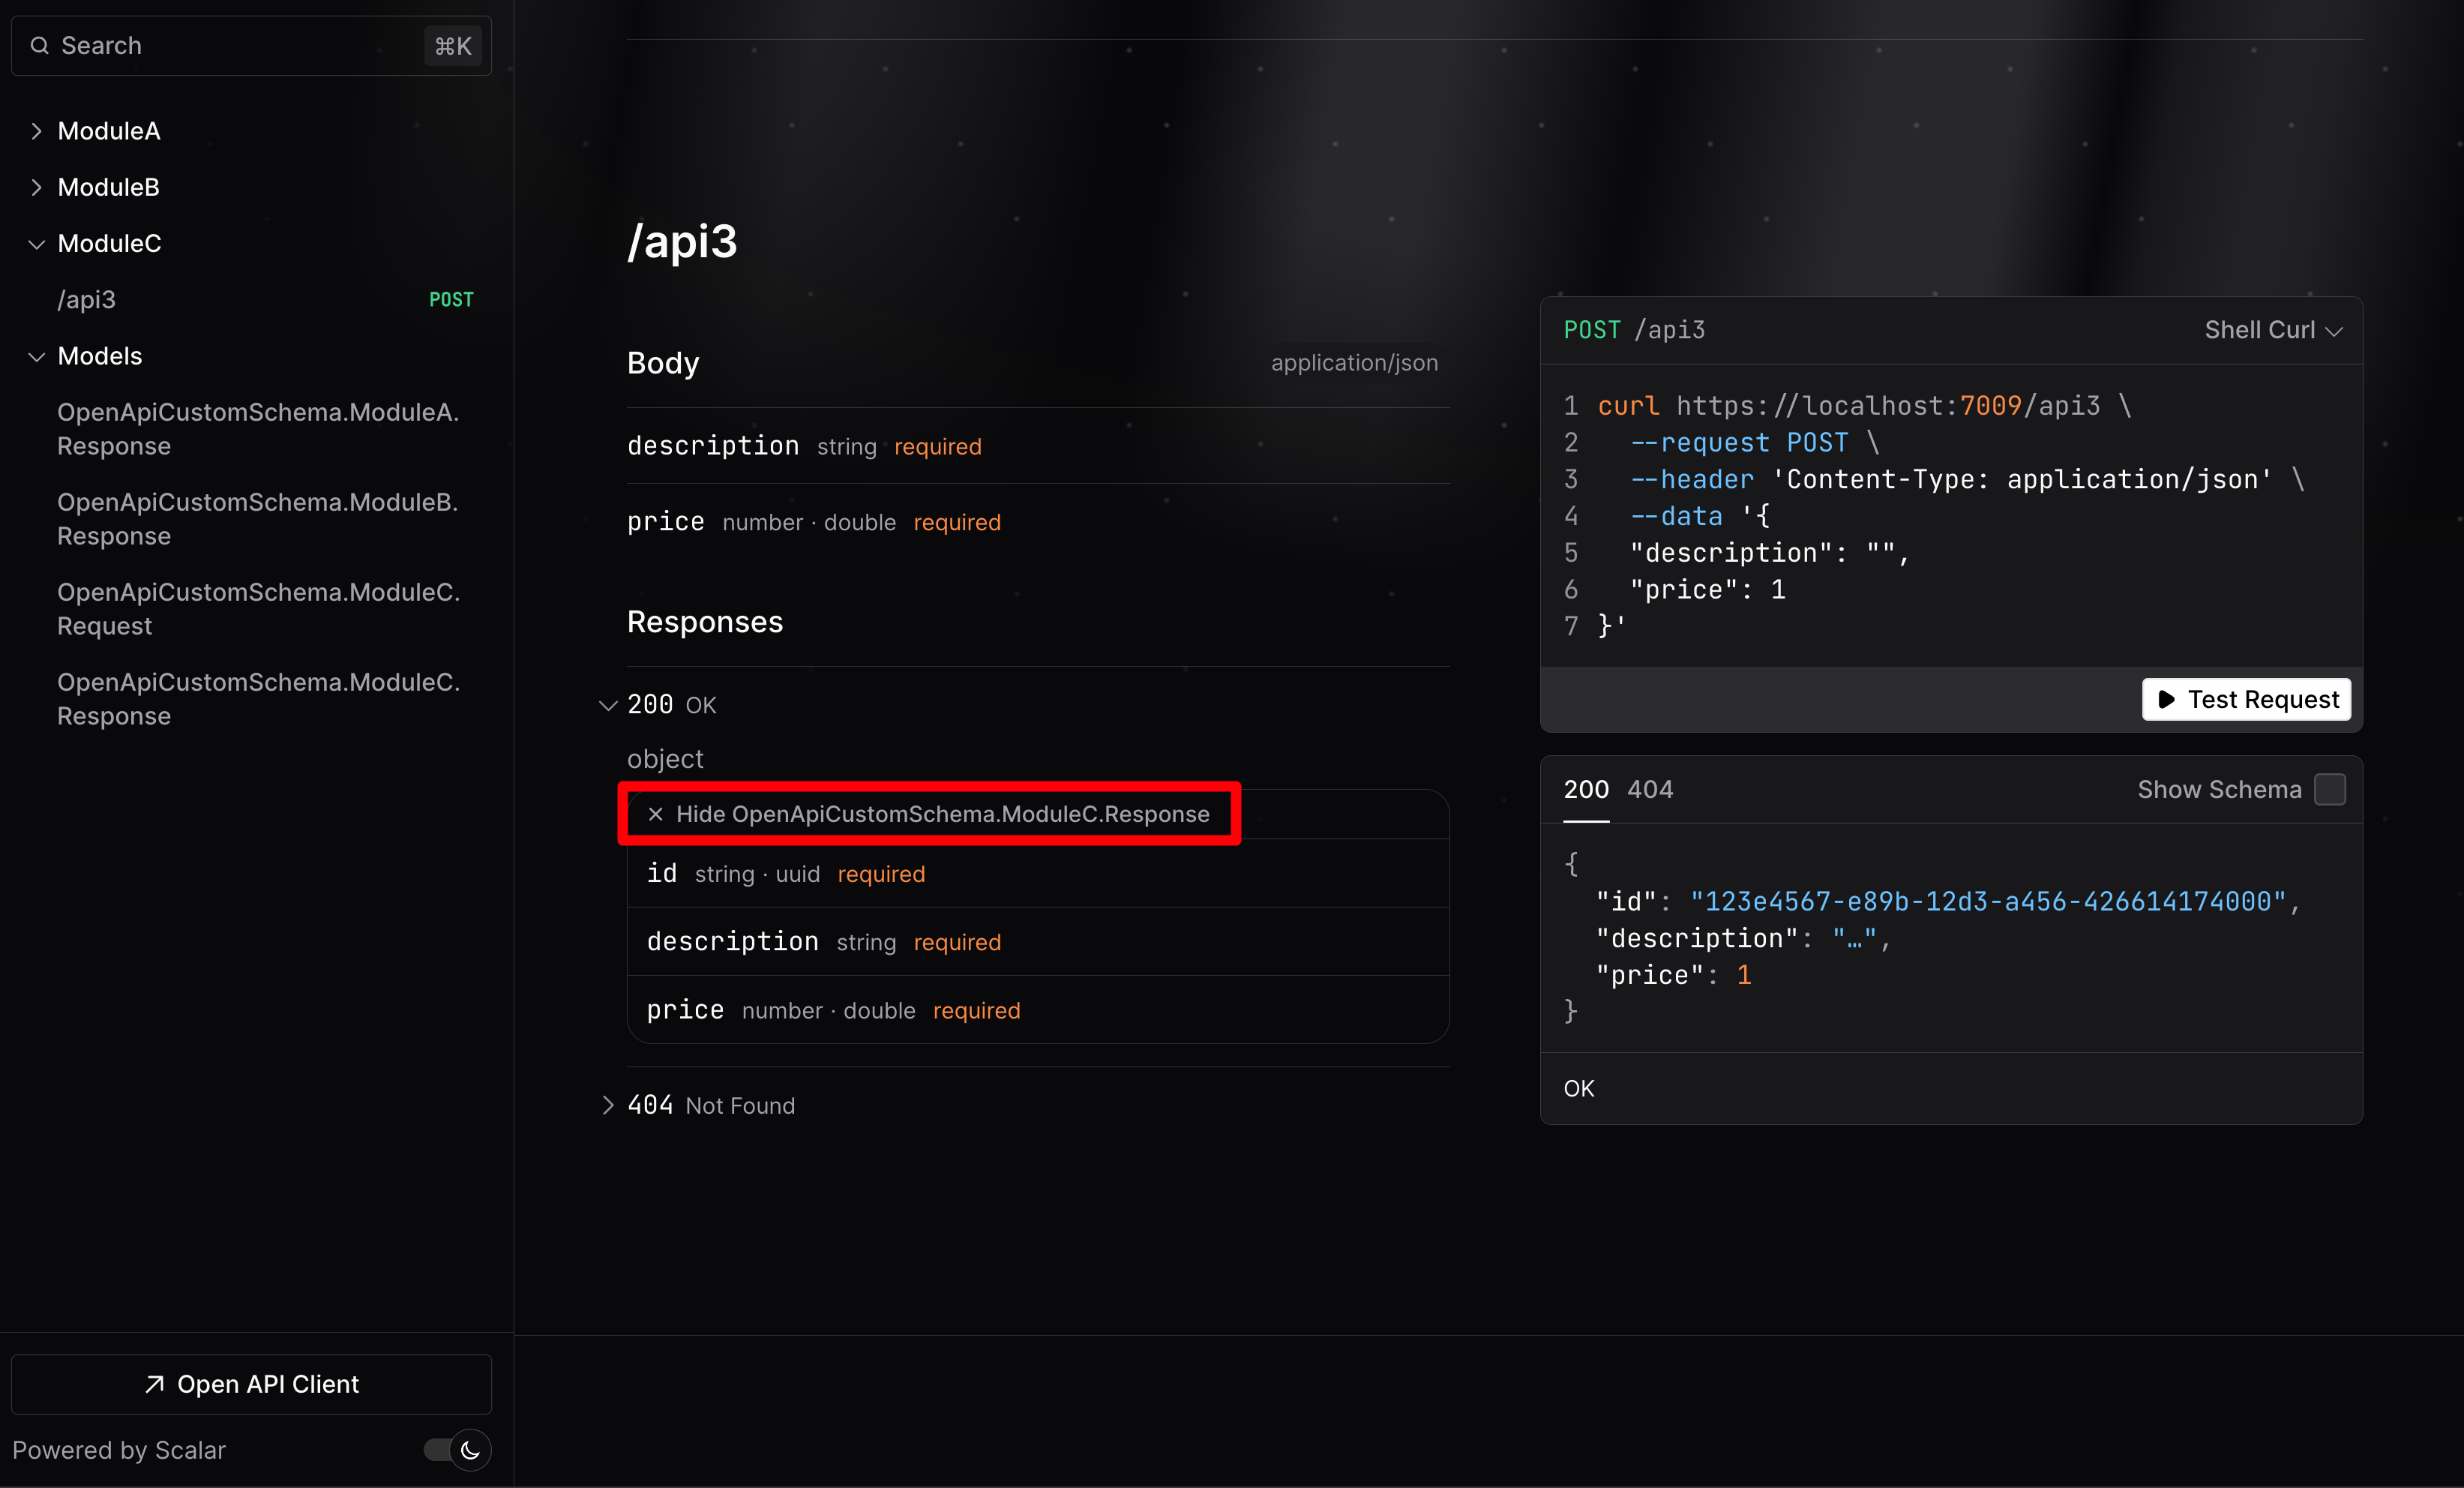 Search
⌘K
ModuleA
ModuleB
ModuleC
/api3
POST
Models
OpenApiCustomSchema.ModuleA.
Response
OpenApiCustomSchema.ModuleB.
Response
OpenApiCustomSchema.ModuleC.
Request
OpenApiCustomSchema.ModuleC.
Response
Open API Client
Powered by Scalar
/api3
Body
application/json
description string required
price number · double required
Responses
200 OK
object
Hide OpenApiCustomSchema.ModuleC.Response
id string · uuid required
description string required
price number · double required
404 Not Found
POST /api3
Shell Curl
1 curl https://localhost:7009/api3 \
2 --request POST \
3 --header 'Content-Type: application/json' \
4 --data '{
5 "description": "",
6 "price": 1
7 }'
Test Request
200 404
Show Schema
{
"id": "123e4567-e89b-12d3-a456-426614174000",
"description": "…",
"price": 1
}
OK